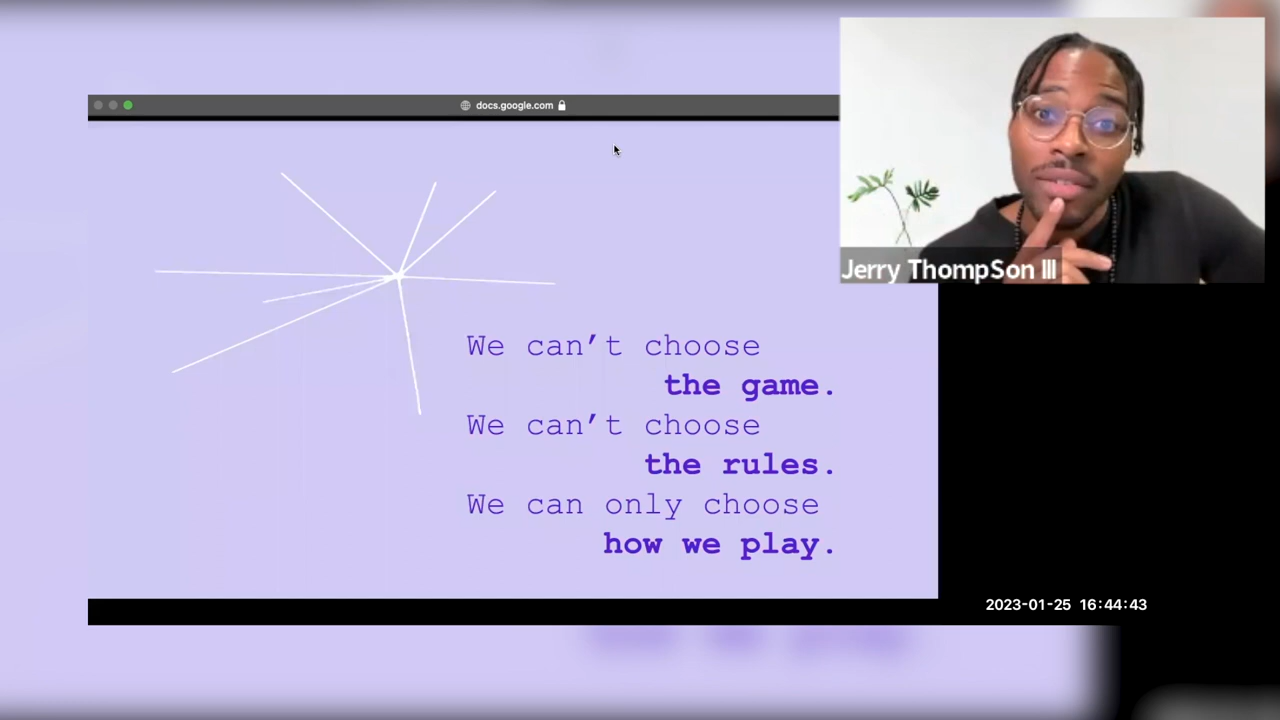 docs.google.com
Jerry ThompSon III
We can’t choose
the game.
We can’t choose
the rules.
We can only choose
how we play.
2023-01-25 16:44:43